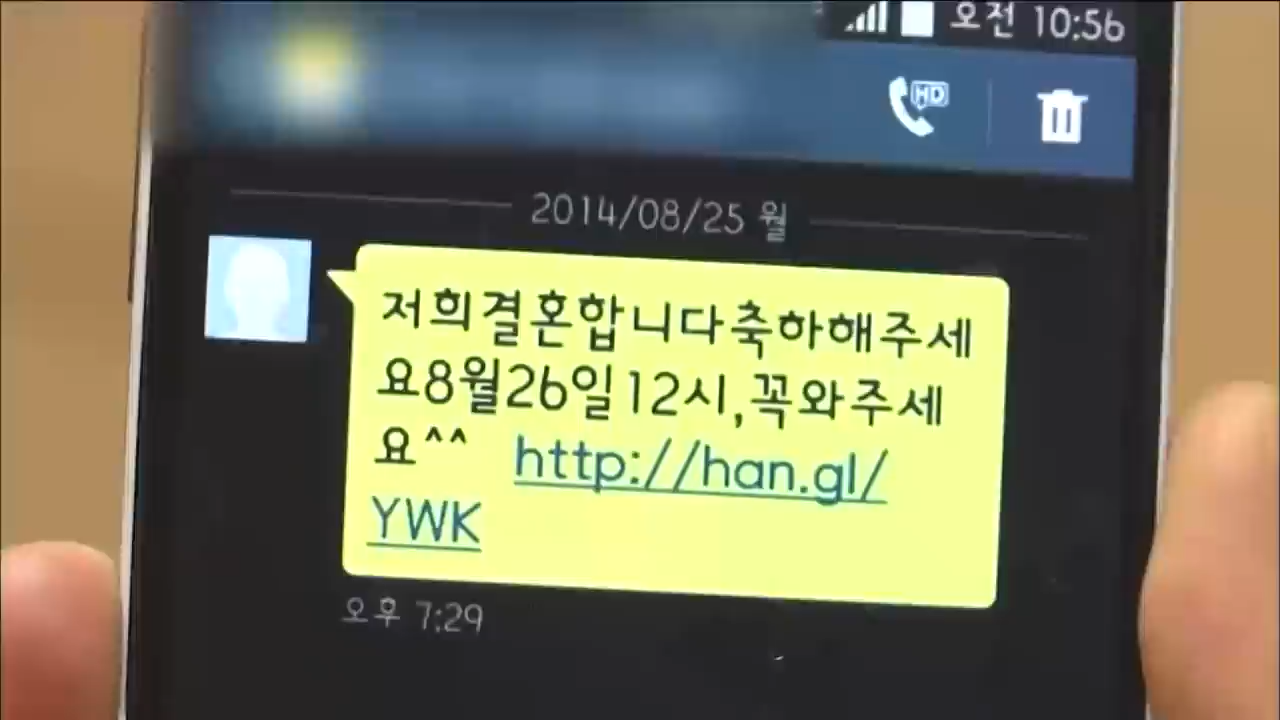 오전 10:56
HD
2014/08/25 월
저희결혼합니다축하해주세
요8월26일12시,꼭와주세
요^^ http://han.gl/
YWK
오후 7:29